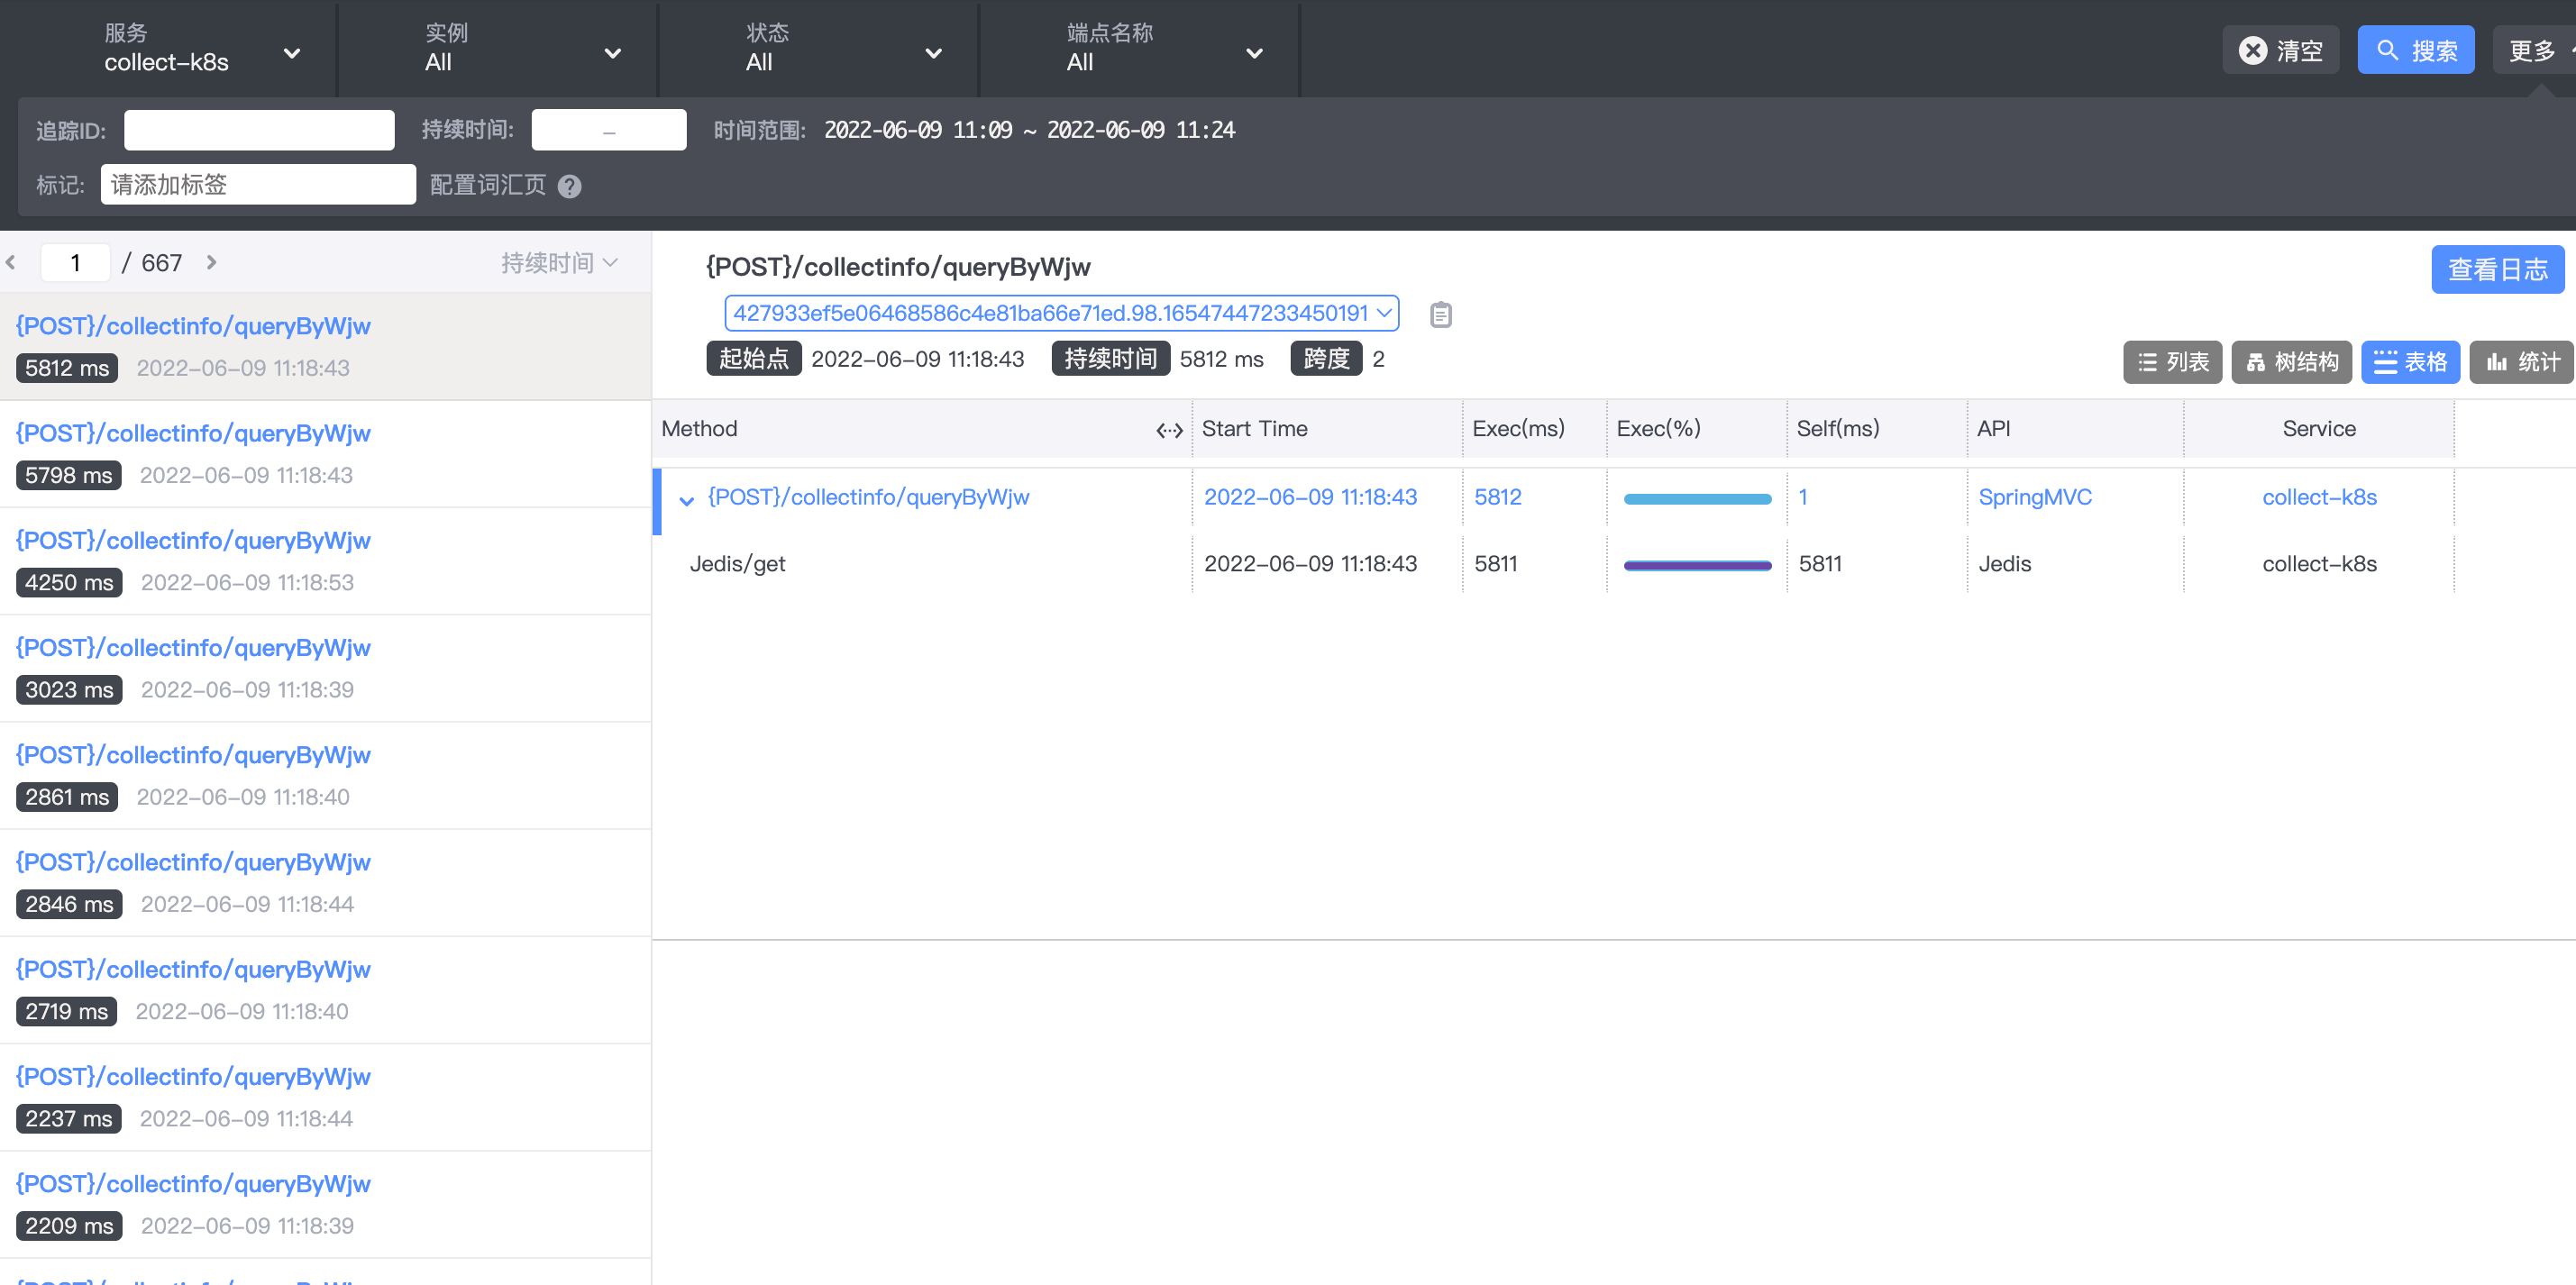 服务
collect-k8s
实例
All
状态
All
端点名称
All
清空
搜索
更多
追踪ID:
持续时间:
–
时间范围: 2022-06-09 11:09 ~ 2022-06-09 11:24
标记: 请添加标签 配置词汇页 ?
1 / 667
持续时间
{POST}/collectinfo/queryByWjw
5812 ms 2022-06-09 11:18:43
{POST}/collectinfo/queryByWjw
5798 ms 2022-06-09 11:18:43
{POST}/collectinfo/queryByWjw
4250 ms 2022-06-09 11:18:53
{POST}/collectinfo/queryByWjw
3023 ms 2022-06-09 11:18:39
{POST}/collectinfo/queryByWjw
2861 ms 2022-06-09 11:18:40
{POST}/collectinfo/queryByWjw
2846 ms 2022-06-09 11:18:44
{POST}/collectinfo/queryByWjw
2719 ms 2022-06-09 11:18:40
{POST}/collectinfo/queryByWjw
2237 ms 2022-06-09 11:18:44
{POST}/collectinfo/queryByWjw
2209 ms 2022-06-09 11:18:39
{POST}/collectinfo/queryByWjw
查看日志
427933ef5e06468586c4e81ba66e71ed.98.16547447233450191
起始点 2022-06-09 11:18:43 持续时间 5812 ms 跨度 2
列表 树结构 表格 统计
Method Start Time Exec(ms) Exec(%) Self(ms) API Service
{POST}/collectinfo/queryByWjw 2022-06-09 11:18:43 5812 1 SpringMVC collect-k8s
Jedis/get 2022-06-09 11:18:43 5811 5811 Jedis collect-k8s